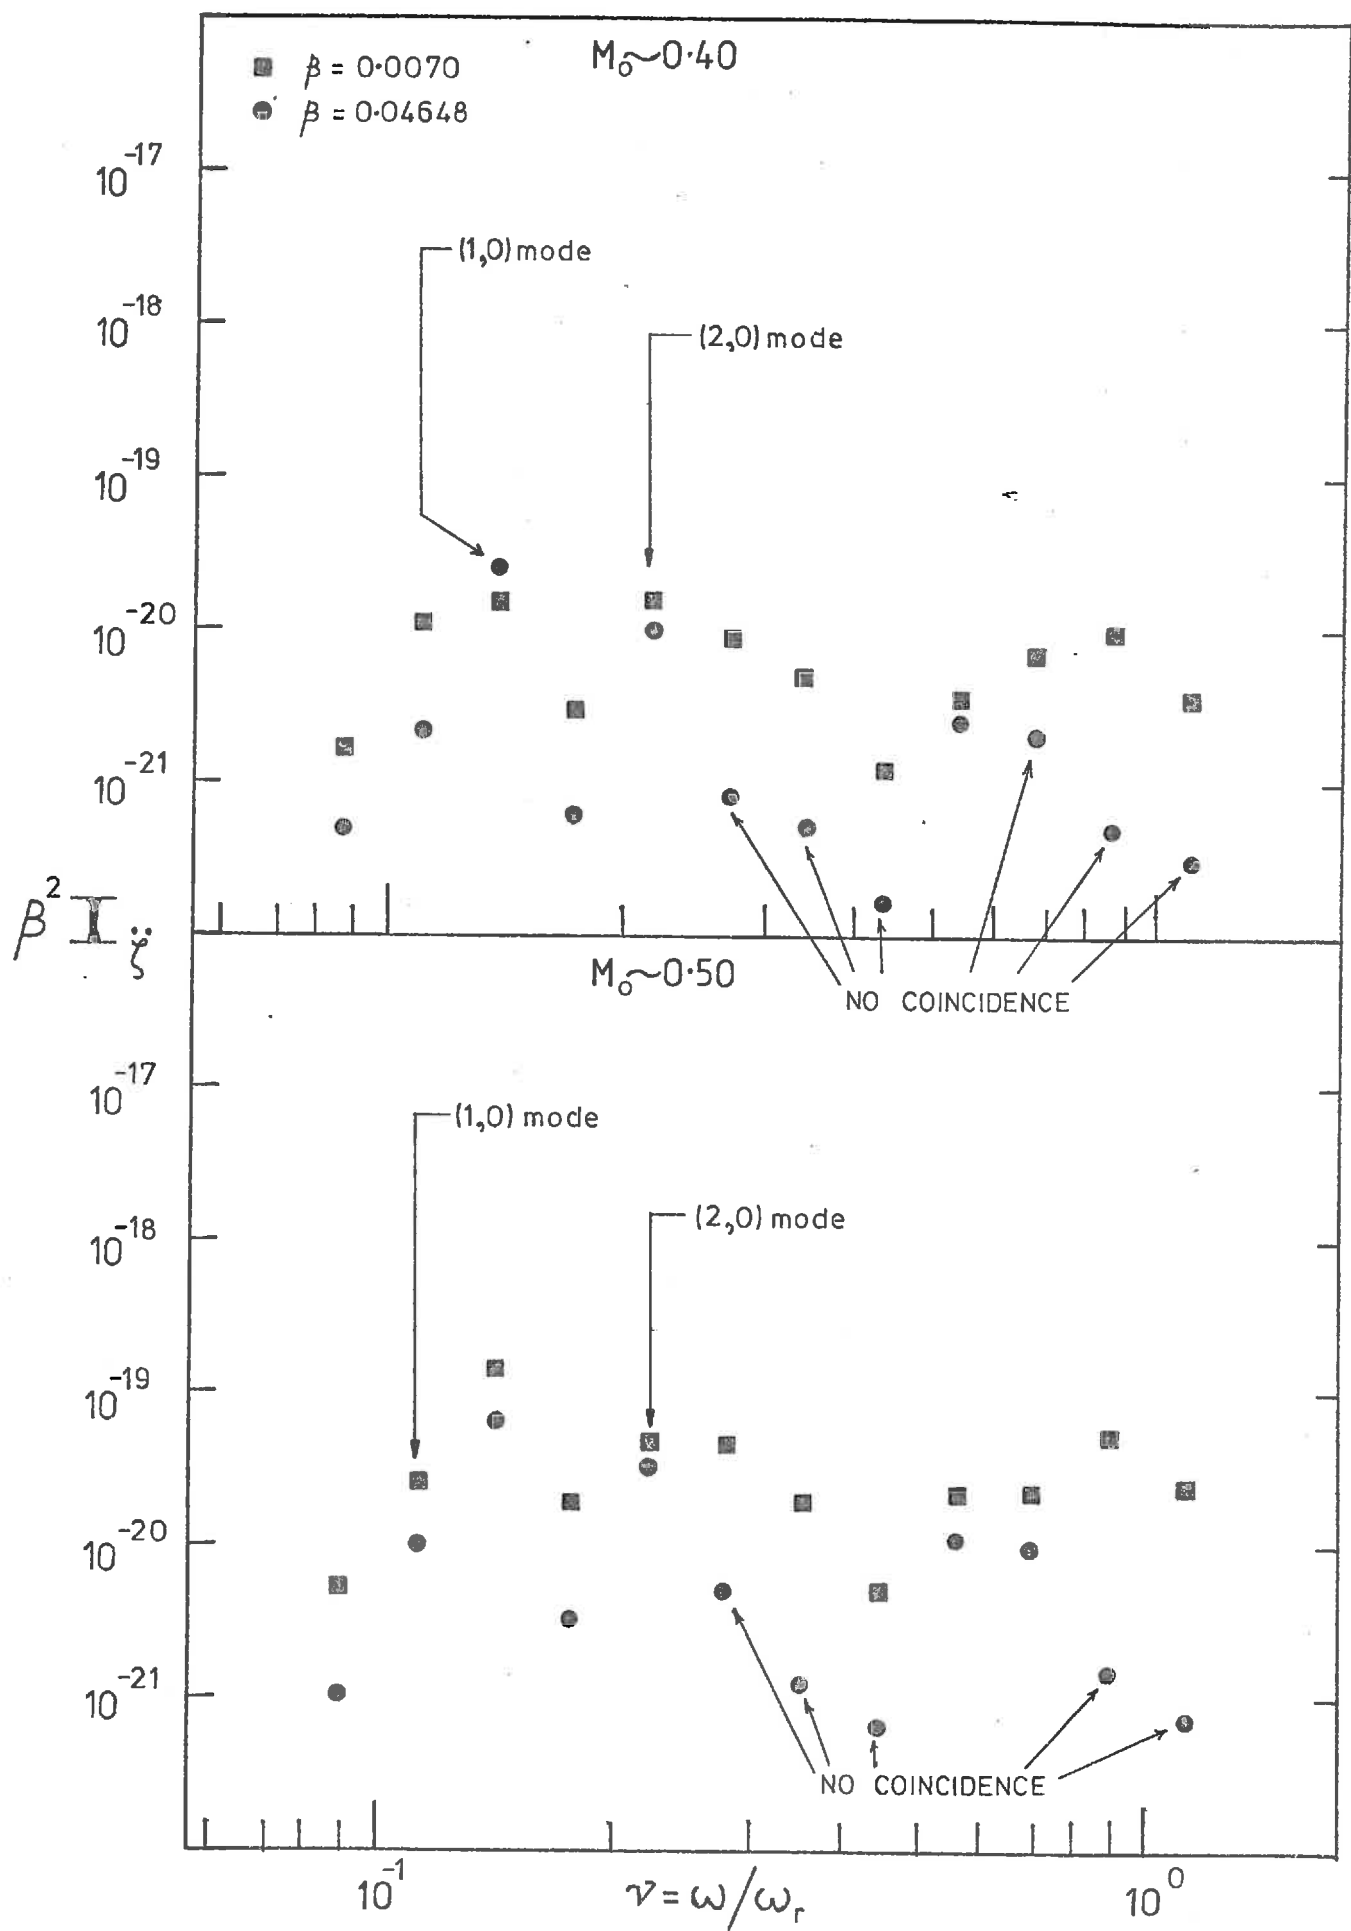 β = 0·0070
M₀~0·40
β = 0·04648
10⁻¹⁷
(1,0) mode
10⁻¹⁸
(2,0) mode
10⁻¹⁹
10⁻²⁰
10⁻²¹
β² I ζ̈
M₀~0·50
NO COINCIDENCE
10⁻¹⁷
(1,0) mode
10⁻¹⁸
(2,0) mode
10⁻¹⁹
10⁻²⁰
10⁻²¹
NO COINCIDENCE
10⁻¹
ν = ω/ωᵣ
10⁰